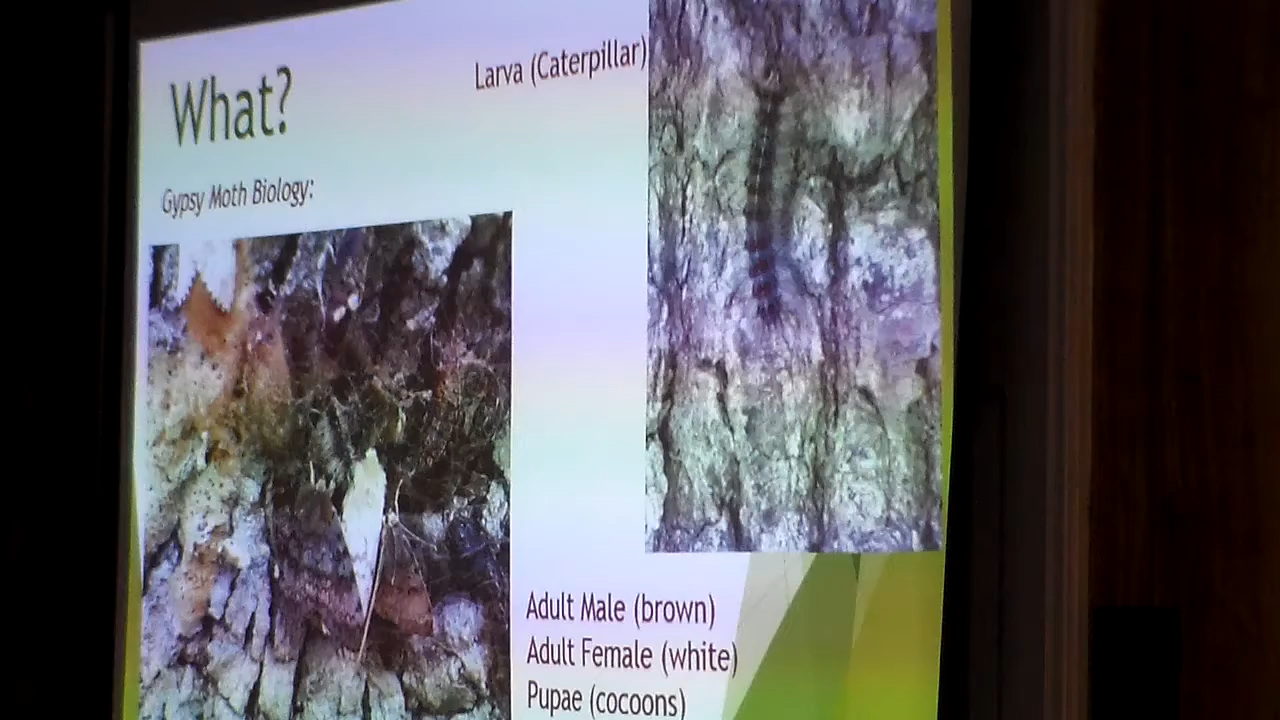 What?
Larva (Caterpillar)
Gypsy Moth Biology:
Adult Male (brown)
Adult Female (white)
Pupae (cocoons)